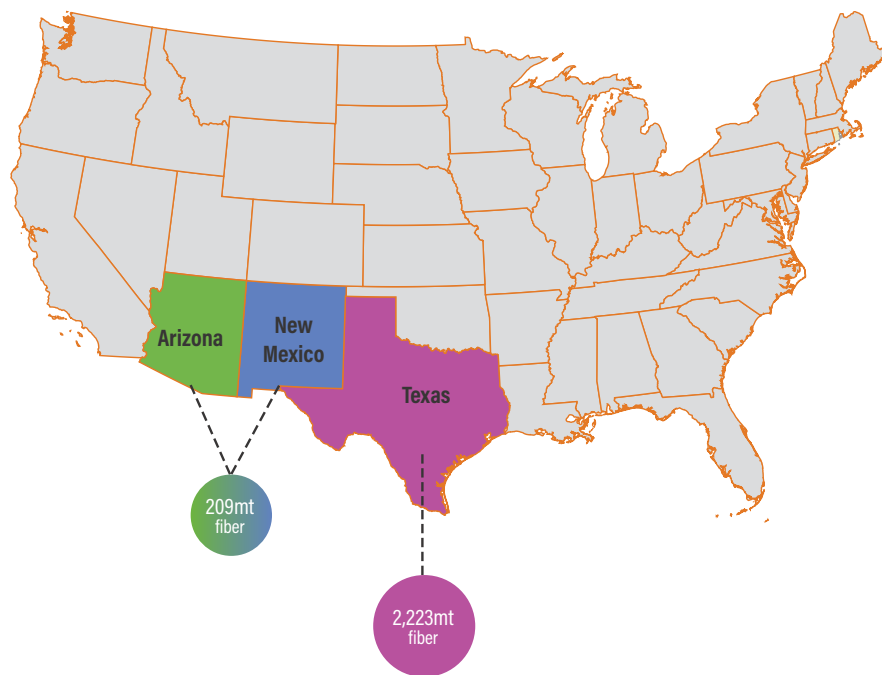 Arizona
New
Mexico
Texas
209mt
fiber
2,223mt
fiber